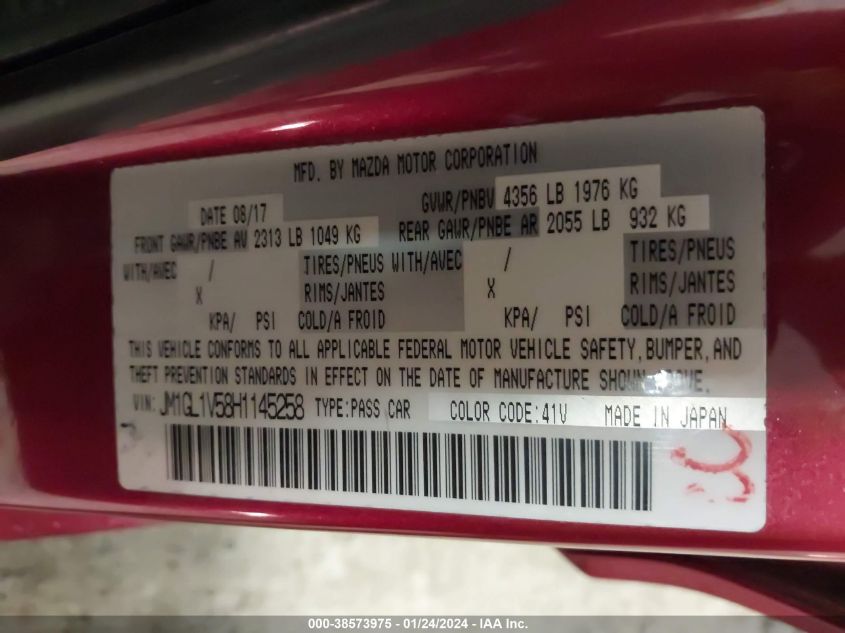 MFD. BY MAZDA MOTOR CORPORATION
DATE 08/17 GVWR/PNBV 4356 LB 1976 KG
FRONT GAWR/PNBE AV 2313 LB 1049 KG REAR GAWR/PNBE AR 2055 LB 932 KG
WITH/AVEC / TIRES/PNEUS WITH/AVEC / TIRES/PNEUS
X RIMS/JANTES X RIMS/JANTES
KPA/ PSI COLD/A FROID KPA/ PSI COLD/A FROID
THIS VEHICLE CONFORMS TO ALL APPLICABLE FEDERAL MOTOR VEHICLE SAFETY, BUMPER, AND
THEFT PREVENTION STANDARDS IN EFFECT ON THE DATE OF MANUFACTURE SHOWN ABOVE.
VIN: JM1GL1V58H1145258 TYPE:PASS CAR COLOR CODE:41V MADE IN JAPAN
000-38573975 - 01/24/2024 - IAA Inc.